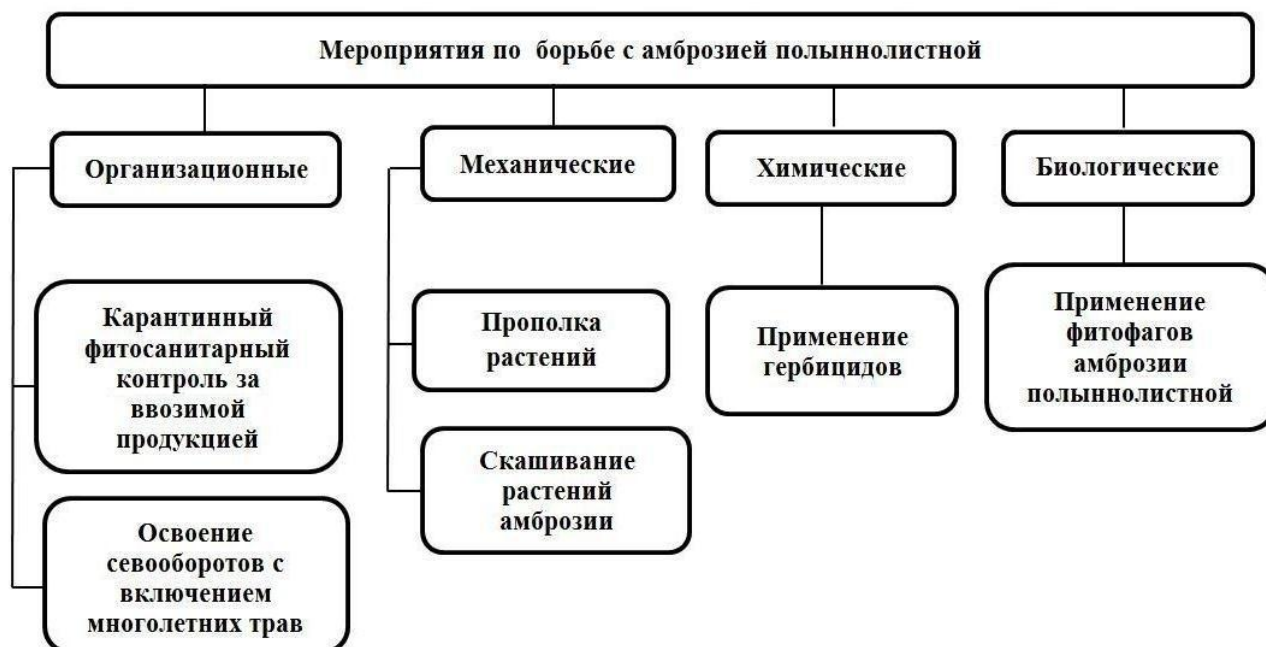 Мероприятия по борьбе с амброзией полыннолистной
Организационные
Механические
Химические
Биологические
Карантинный
фитосанитарный
контроль за
ввозимой
продукцией
Прополка
растений
Применение
гербицидов
Применение
фитофагов
амброзии
полыннолистной
Скашивание
растений
амброзии
Освоение
севооборотов с
включением
многолетних трав